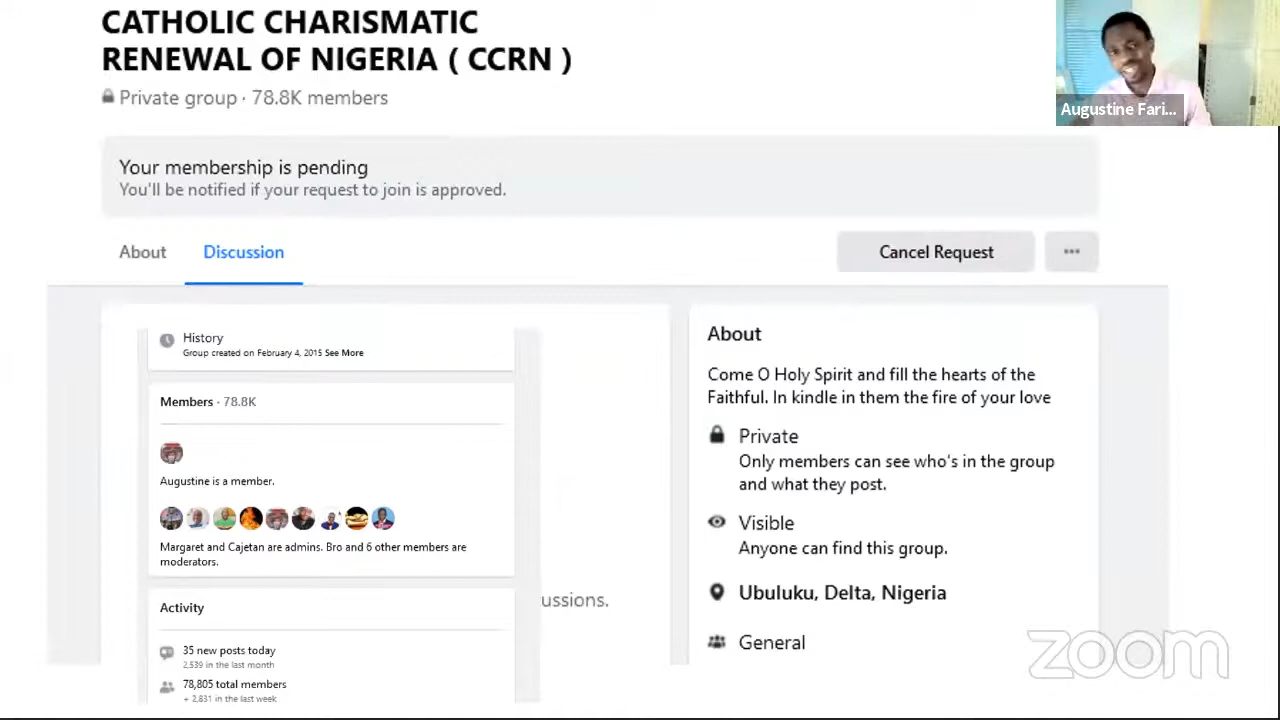 CATHOLIC CHARISMATIC
RENEWAL OF NIGERIA ( CCRN )
Private group · 78.8K members
Augustine Fari...
Your membership is pending
You'll be notified if your request to join is approved.
About
Discussion
Cancel Request
History
Group created on February 4, 2015 See More
Members · 78.8K
Augustine is a member.
Margaret and Cajetan are admins. Bro and 6 other members are
moderators.
ussions.
Activity
35 new posts today
2,539 in the last month
78,805 total members
+ 2,831 in the last week
About
Come O Holy Spirit and fill the hearts of the
Faithful. In kindle in them the fire of your love
Private
Only members can see who's in the group
and what they post.
Visible
Anyone can find this group.
Ubuluku, Delta, Nigeria
General
zoom